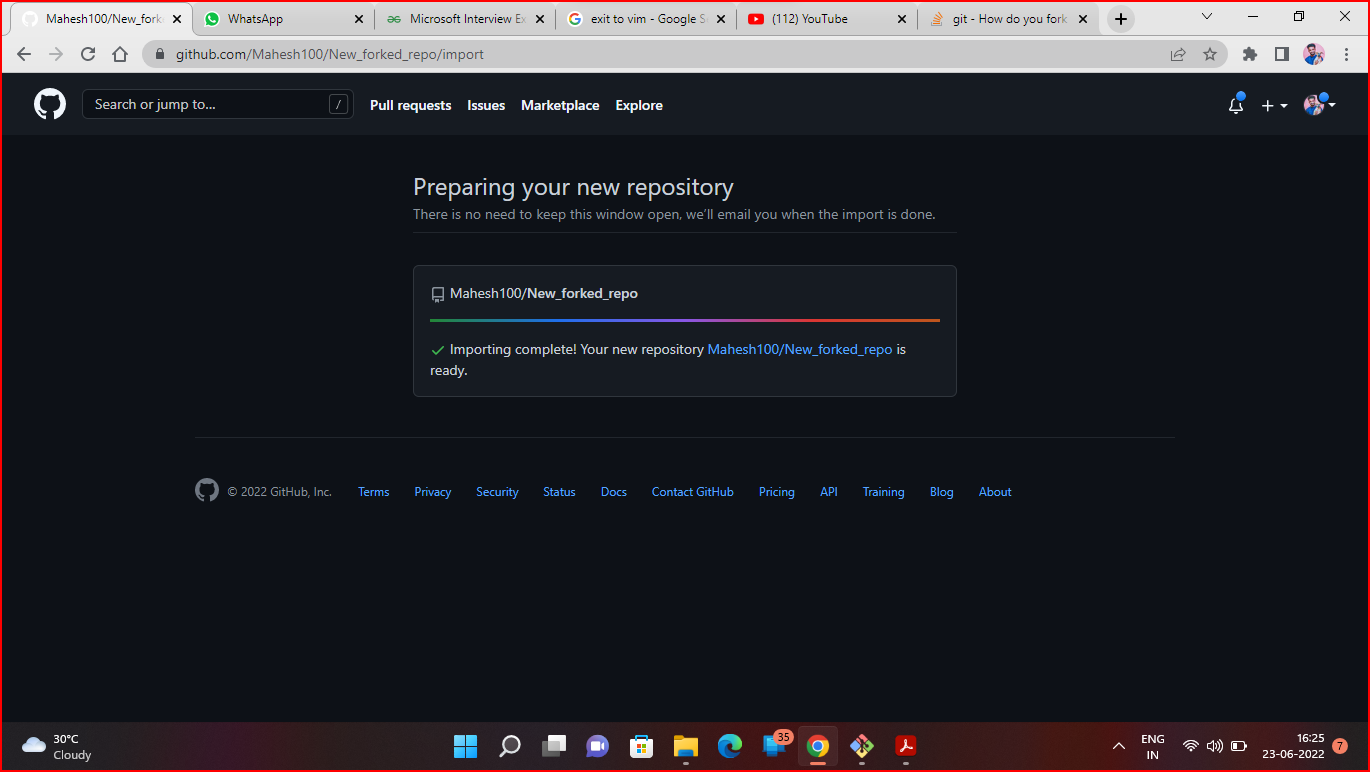 Mahesh100/New_fork
WhatsApp
Microsoft Interview Ex
exit to vim - Google S
(112) YouTube
git - How do you fork
github.com/Mahesh100/New_forked_repo/import
Search or jump to...
/
Pull requests
Issues
Marketplace
Explore
Preparing your new repository
There is no need to keep this window open, we’ll email you when the import is done.
Mahesh100/New_forked_repo
Importing complete! Your new repository Mahesh100/New_forked_repo is
ready.
© 2022 GitHub, Inc.
Terms
Privacy
Security
Status
Docs
Contact GitHub
Pricing
API
Training
Blog
About
30°C
Cloudy
35
ENG
IN
16:25
23-06-2022
7